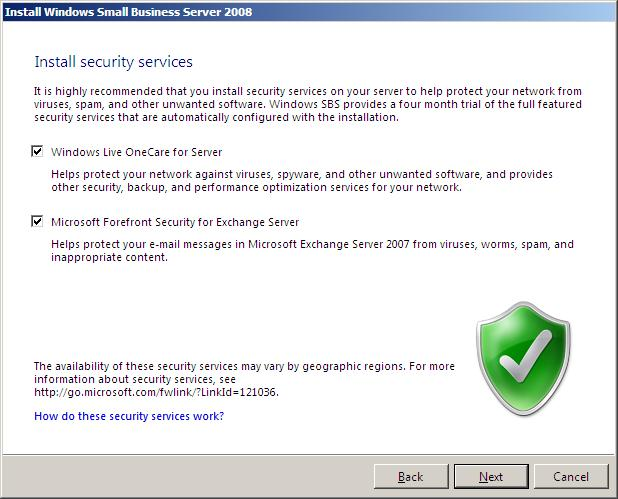 Install Windows Small Business Server 2008
Install security services
It is highly recommended that you install security services on your server to help protect your network from
viruses, spam, and other unwanted software. Windows SBS provides a four month trial of the full featured
security services that are automatically configured with the installation.
Windows Live OneCare for Server
Helps protect your network against viruses, spyware, and other unwanted software, and provides
other security, backup, and performance optimization services for your network.
Microsoft Forefront Security for Exchange Server
Helps protect your e-mail messages in Microsoft Exchange Server 2007 from viruses, worms, spam, and
inappropriate content.
The availability of these security services may vary by geographic regions. For more
information about security services, see
http://go.microsoft.com/fwlink/?LinkId=121036.
How do these security services work?
Back
Next
Cancel